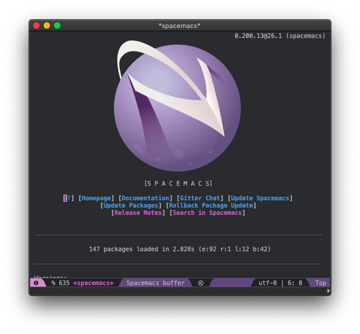 *spacemacs*
0.200.13@26.1 (spacemacs)
[S P A C E M A C S]
[?] [Homepage] [Documentation] [Gitter Chat] [Update Spacemacs]
[Update Packages] [Rollback Package Update]
[Release Notes] [Search in Spacemacs]
147 packages loaded in 2.828s (e:92 r:1 l:12 b:42)
% 635 *spacemacs* Spacemacs buffer utf-8 | 6: 8 Top